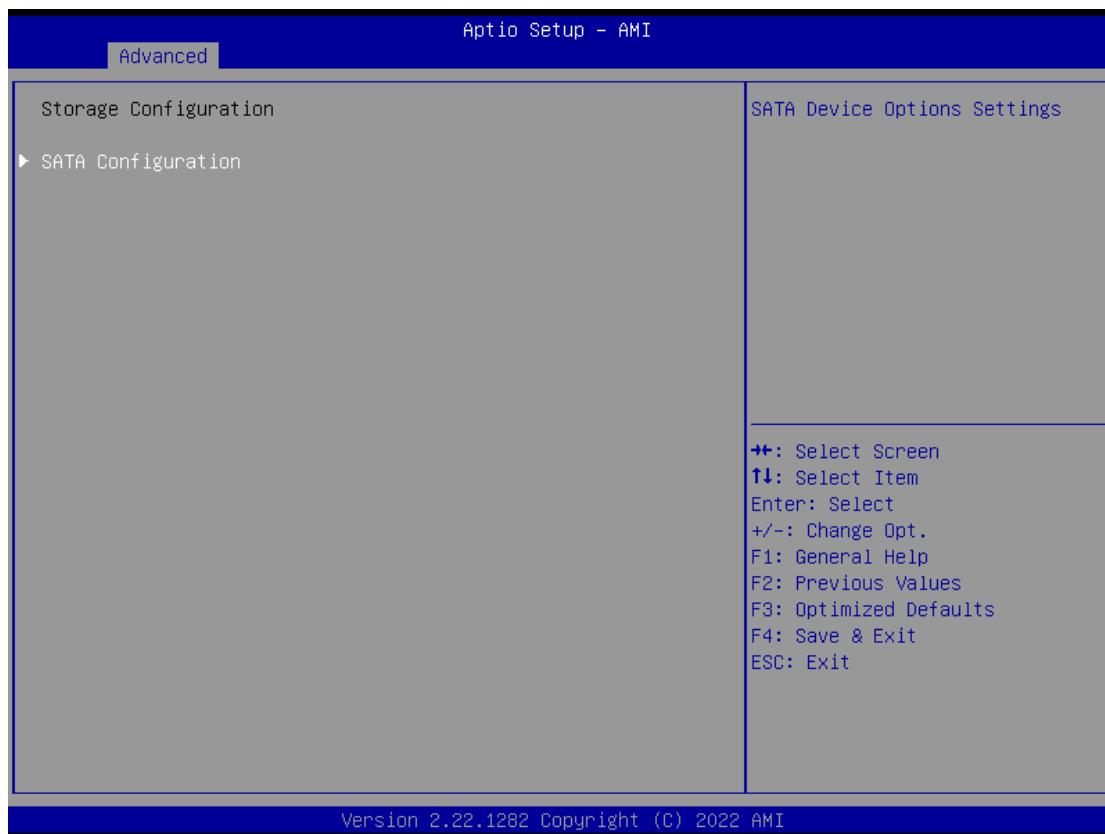 Aptio Setup – AMI
Advanced
Storage Configuration
► SATA Configuration
SATA Device Options Settings
→←: Select Screen
↑↓: Select Item
Enter: Select
+/-: Change Opt.
F1: General Help
F2: Previous Values
F3: Optimized Defaults
F4: Save & Exit
ESC: Exit
Version 2.22.1282 Copyright (C) 2022 AMI